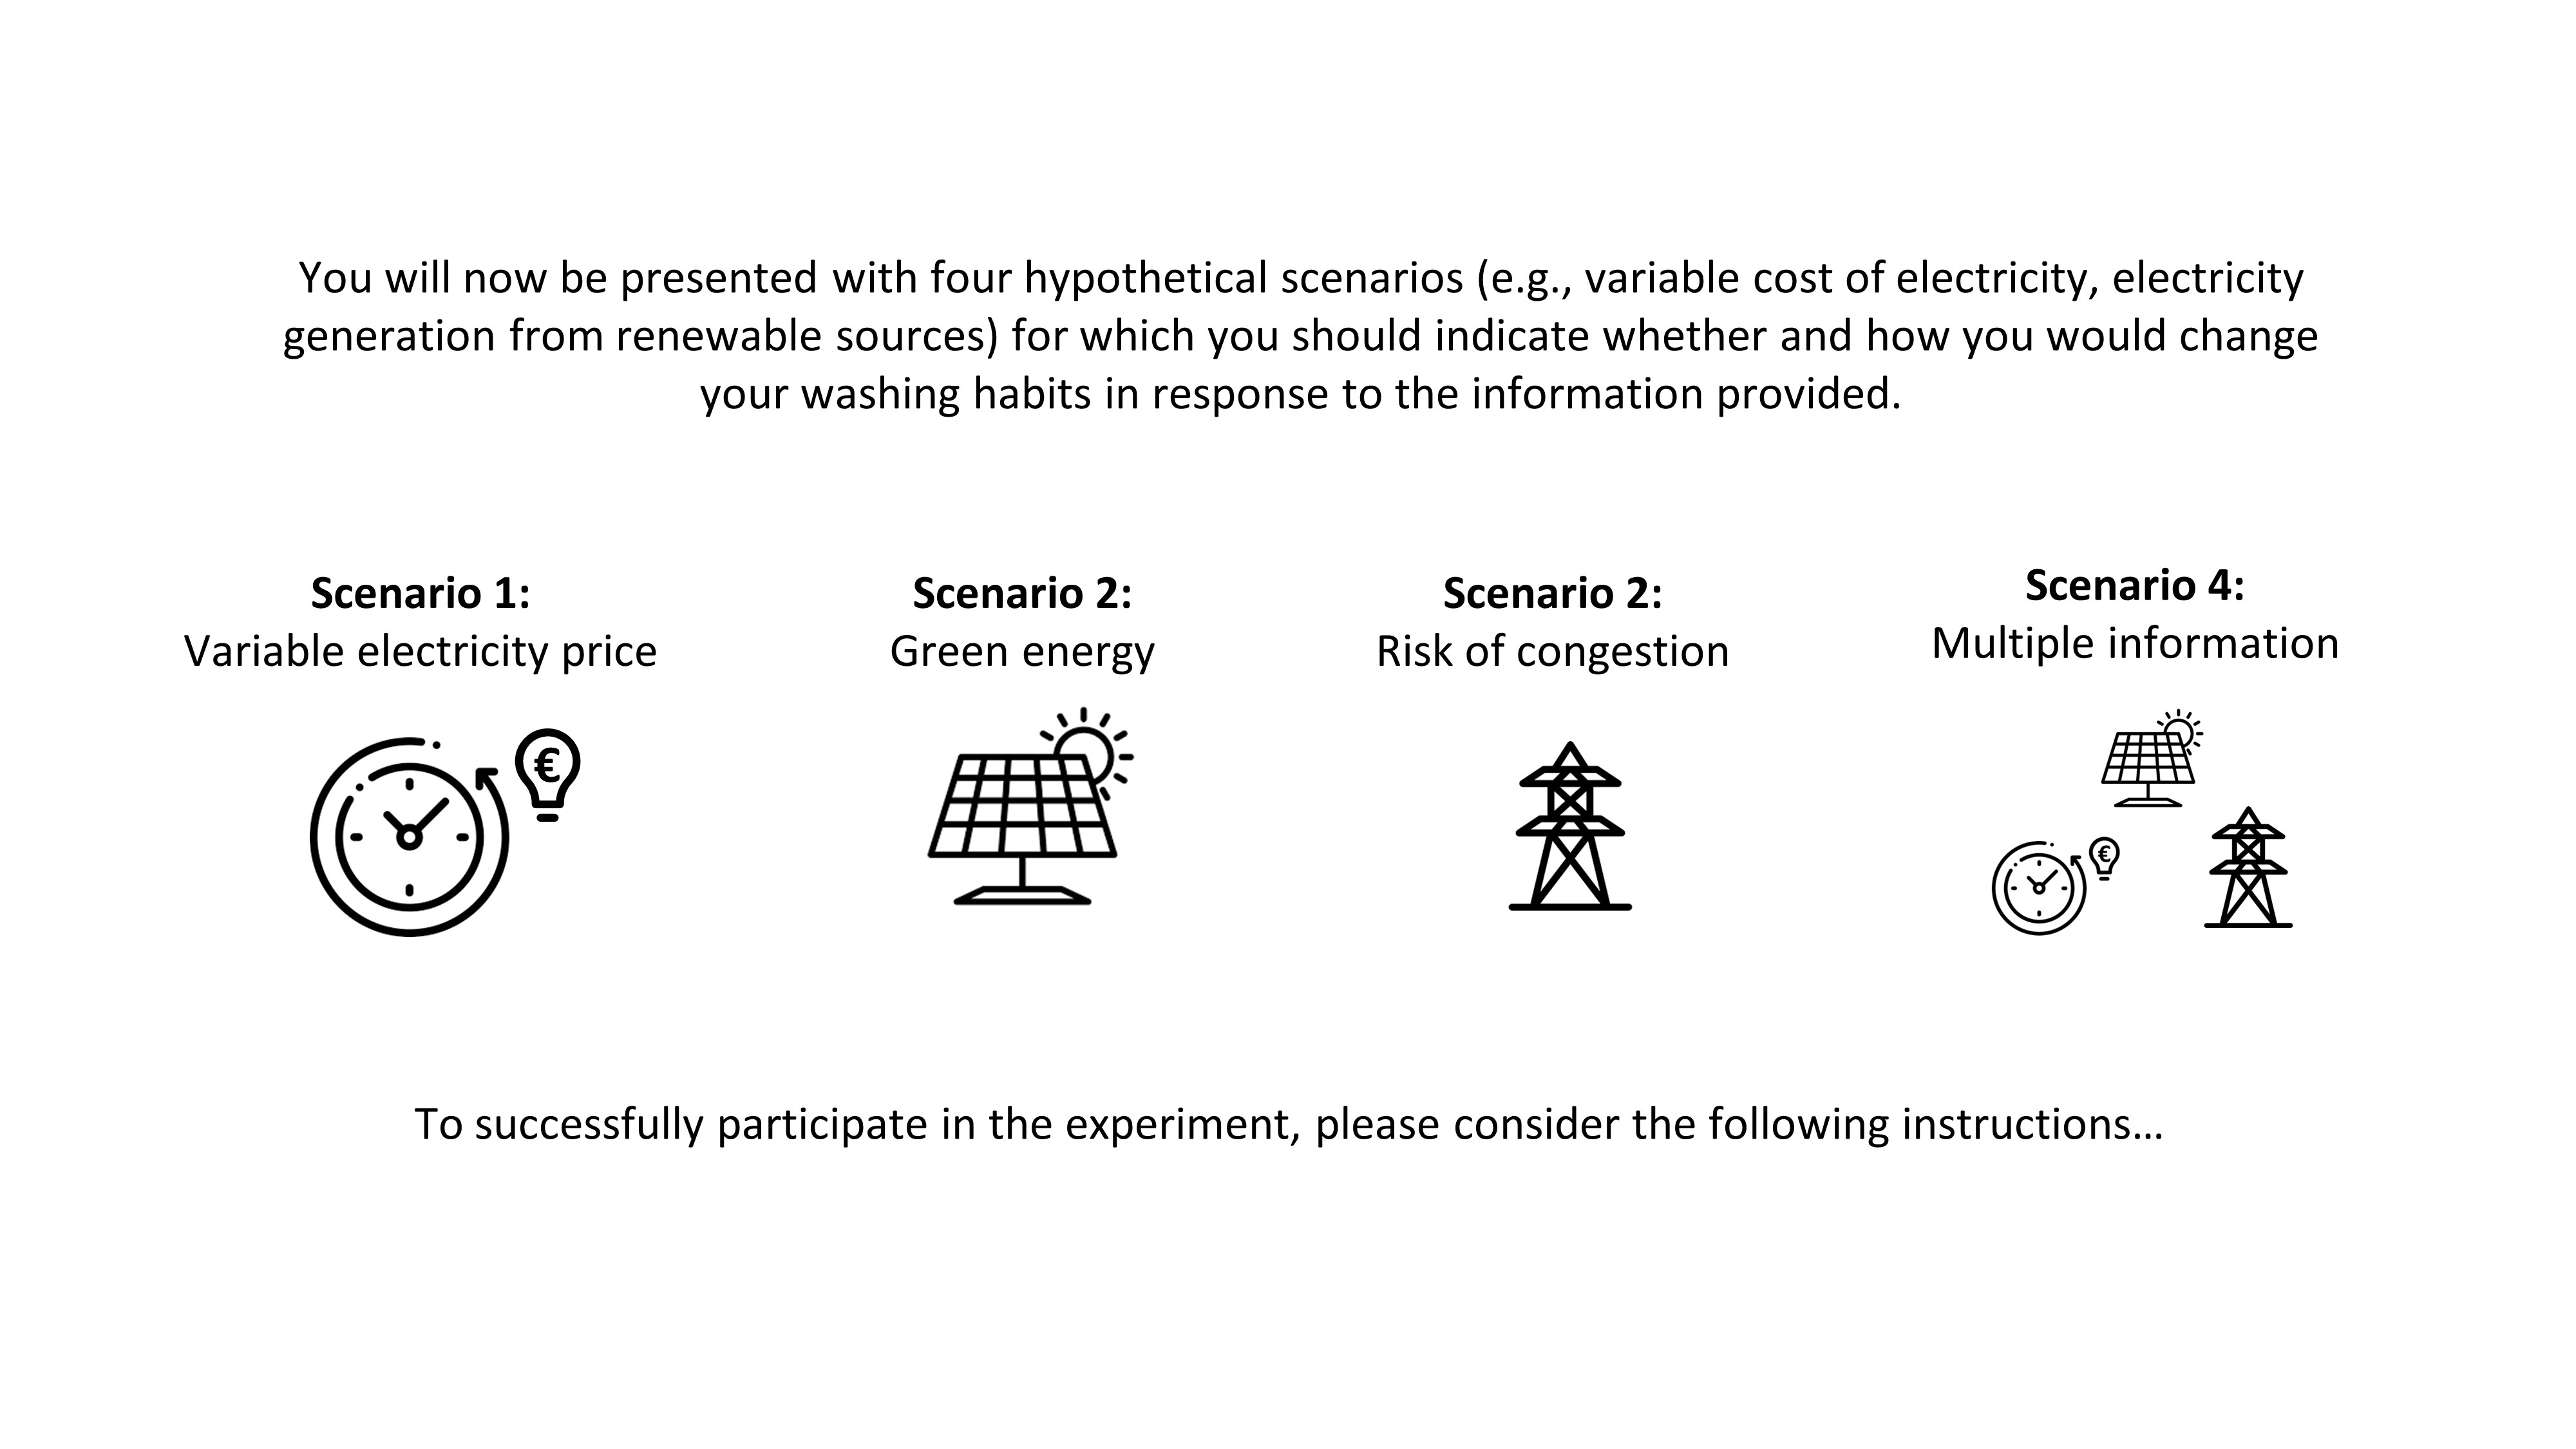 You will now be presented with four hypothetical scenarios (e.g., variable cost of electricity, electricity
generation from renewable sources) for which you should indicate whether and how you would change
your washing habits in response to the information provided.
Scenario 1:
Variable electricity price
€
Scenario 2:
Green energy
Scenario 2:
Risk of congestion
Scenario 4:
Multiple information
€
To successfully participate in the experiment, please consider the following instructions...